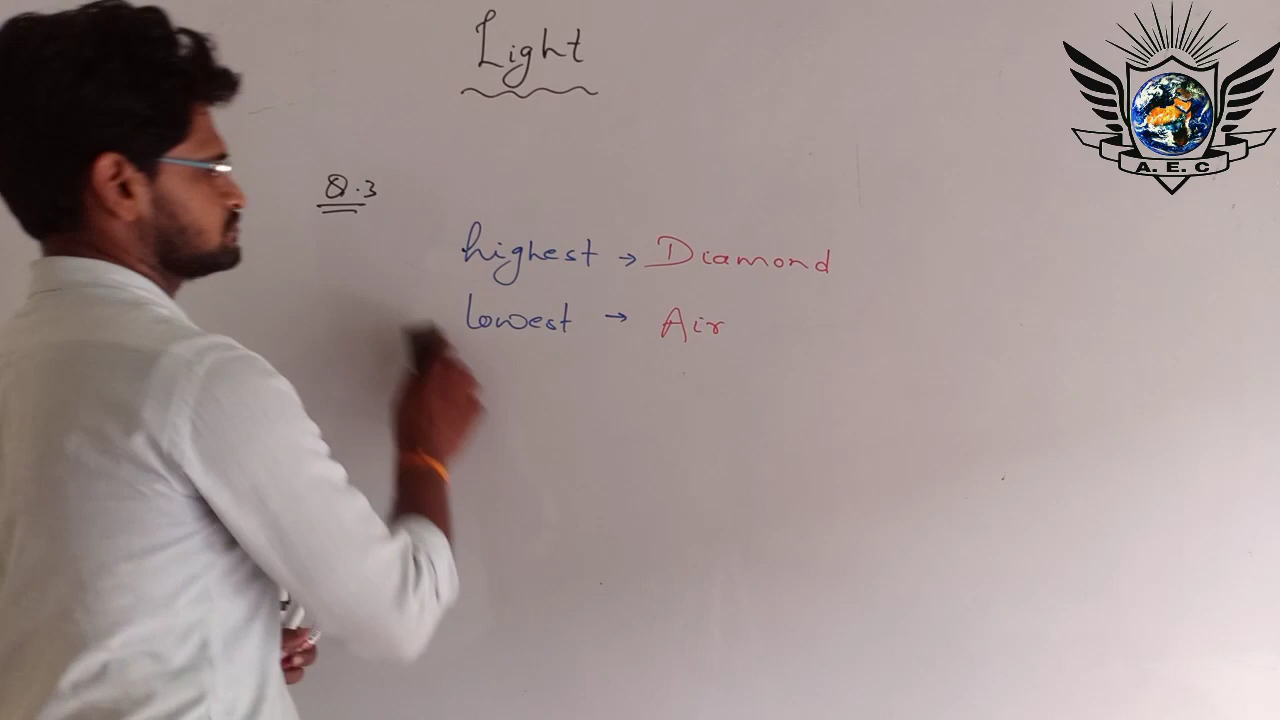 Light
A. E. C
Q.3
highest → Diamond
lowest → Air